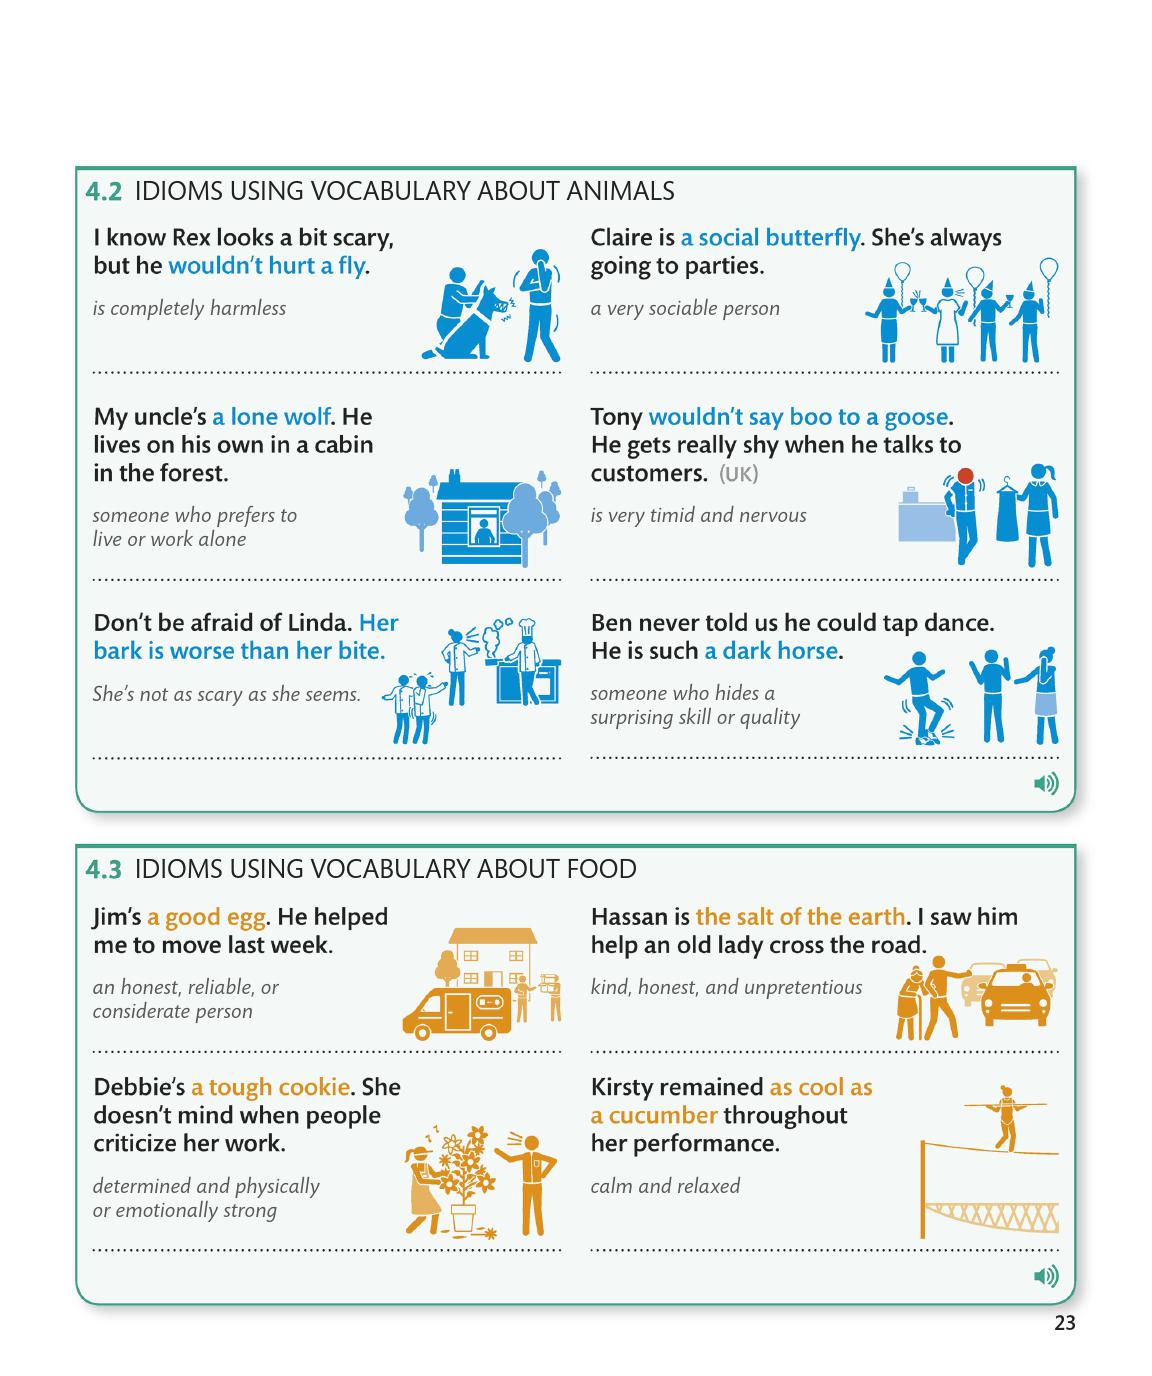 4.2 IDIOMS USING VOCABULARY ABOUT ANIMALS
I know Rex looks a bit scary,
but he wouldn't hurt a fly.
is completely harmless
Claire is a social butterfly. She's always
going to parties.
a very sociable person
My uncle's a lone wolf. He
lives on his own in a cabin
in the forest.
someone who prefers to
live or work alone
Tony wouldn't say boo to a goose.
He gets really shy when he talks to
customers. (UK)
is very timid and nervous
Don't be afraid of Linda. Her
bark is worse than her bite.
She's not as scary as she seems.
Ben never told us he could tap dance.
He is such a dark horse.
someone who hides a
surprising skill or quality
4.3 IDIOMS USING VOCABULARY ABOUT FOOD
Jim's a good egg. He helped
me to move last week.
an honest, reliable, or
considerate person
Hassan is the salt of the earth. I saw him
help an old lady cross the road.
kind, honest, and unpretentious
Debbie's a tough cookie. She
doesn't mind when people
criticize her work.
determined and physically
or emotionally strong
Kirsty remained as cool as
a cucumber throughout
her performance.
calm and relaxed
23